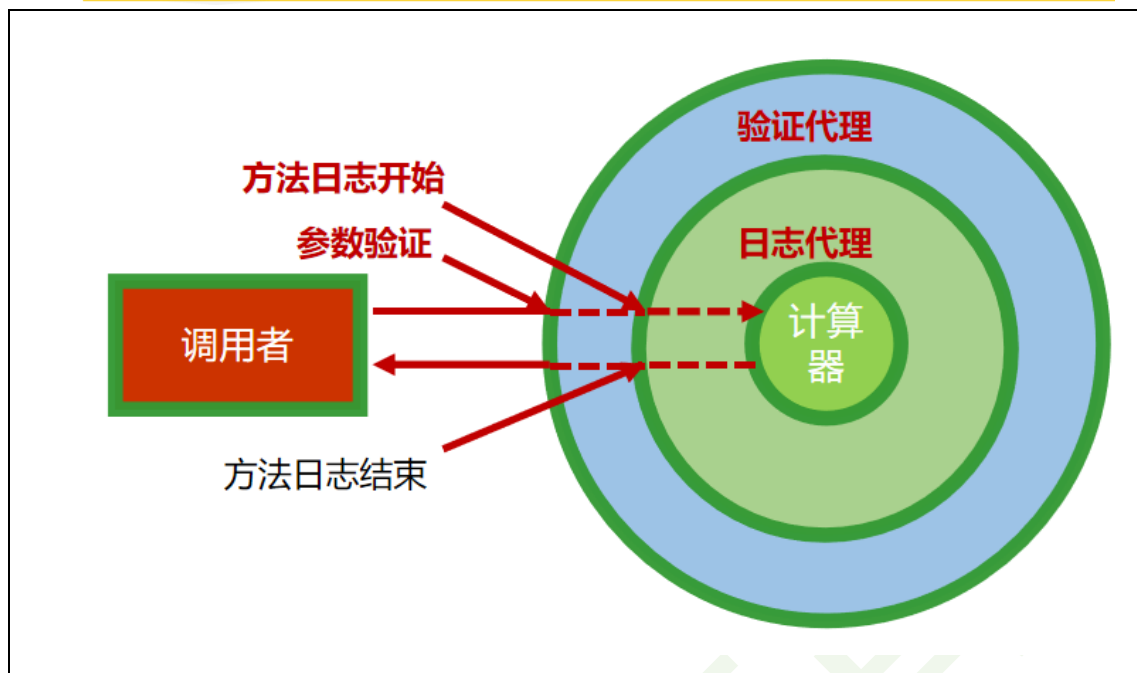 验证代理
方法日志开始
参数验证
日志代理
调用者
计算
器
方法日志结束